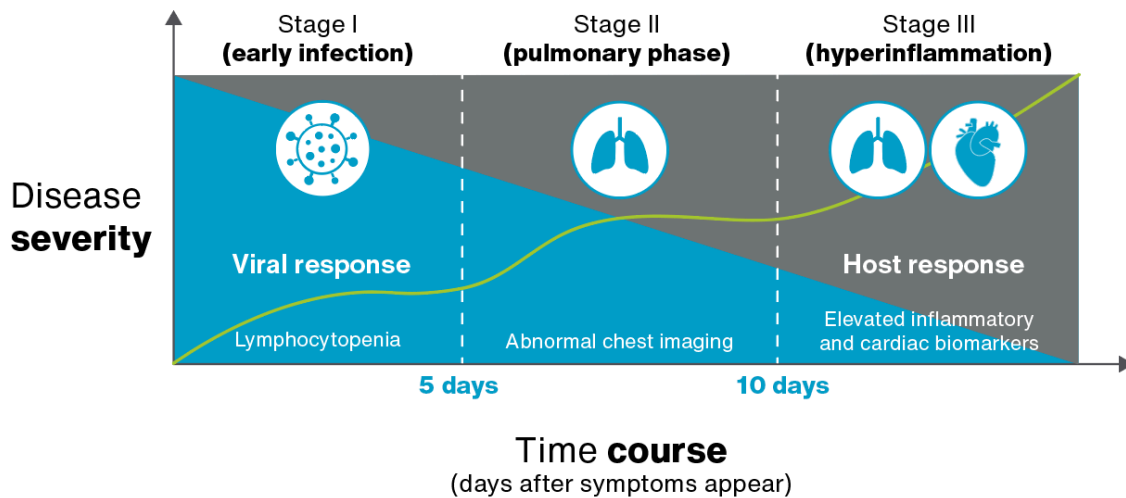 Stage I
(early infection)
Stage II
(pulmonary phase)
Stage III
(hyperinflammation)
Disease
severity
Viral response
Host response
Lymphocytopenia
Abnormal chest imaging
Elevated inflammatory
and cardiac biomarkers
5 days
10 days
Time course
(days after symptoms appear)